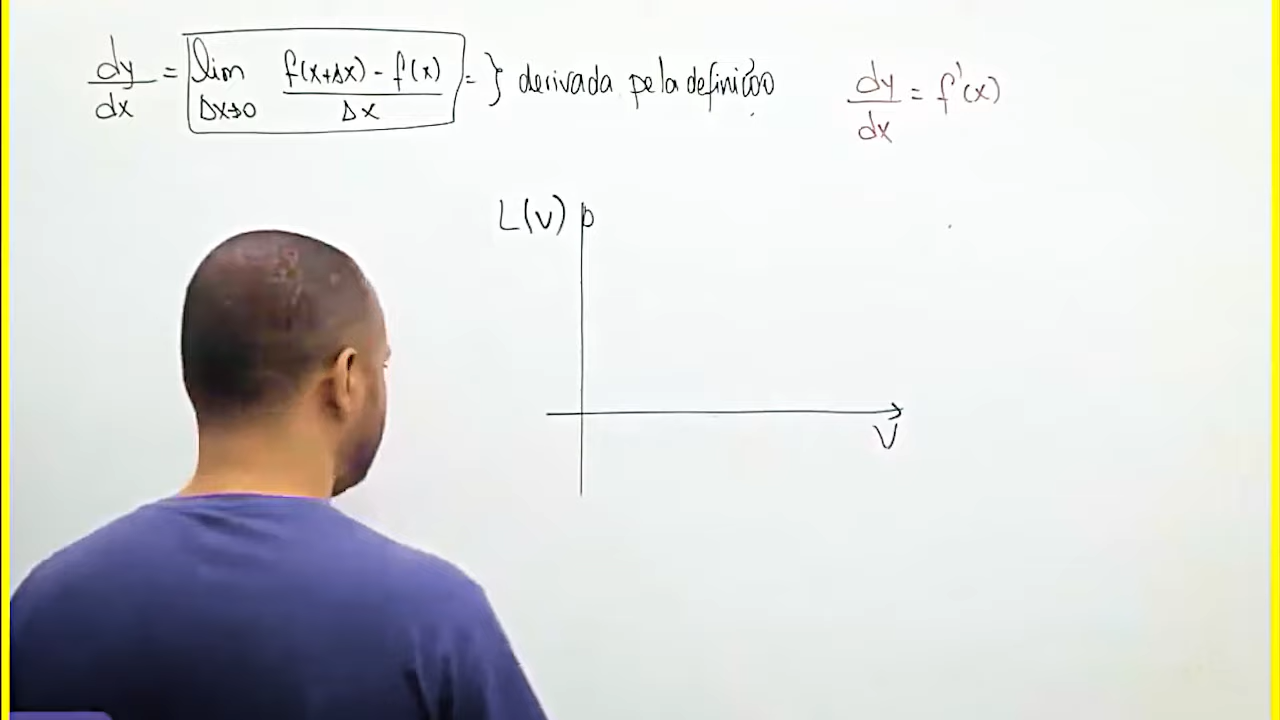 dy/dx = lim Δx→0 f(x+Δx) - f(x) / Δx = } derivada pela definição
dy/dx = f'(x)
L(v)
V